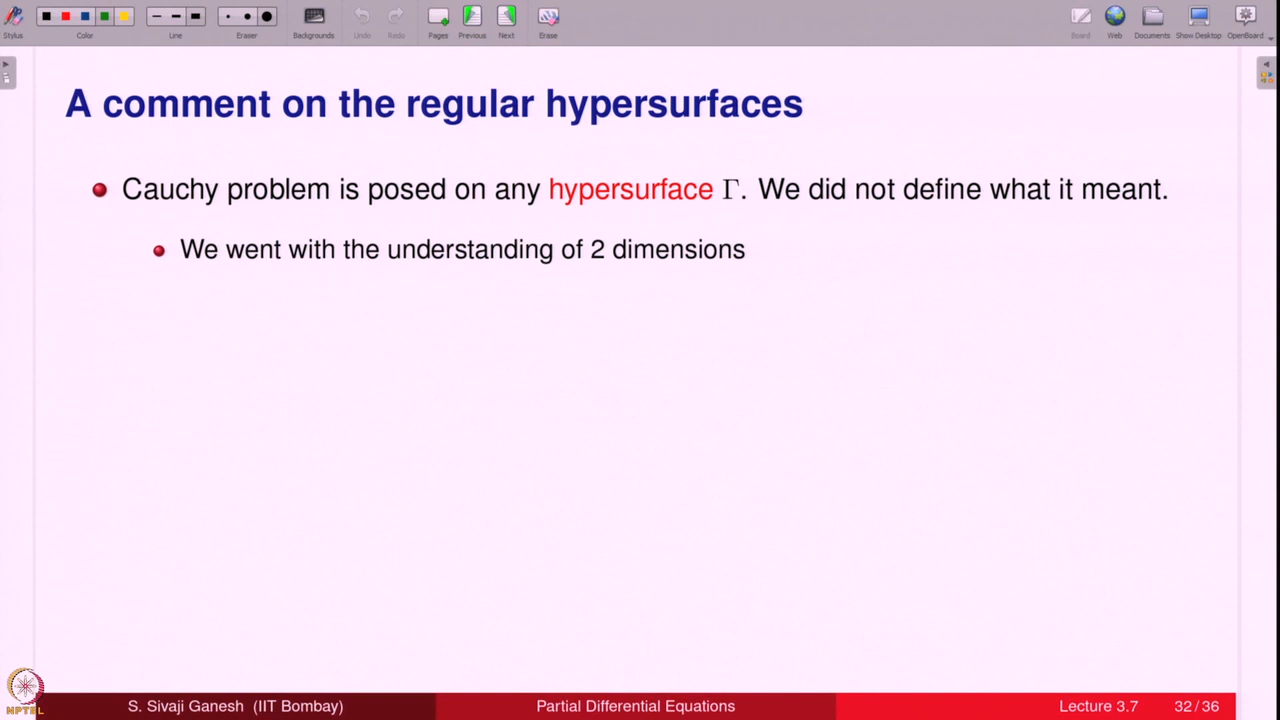 Stylus Color Line Eraser Backgrounds Undo Redo Pages Previous Next Erase Board Web Documents Show Desktop OpenBoard
A comment on the regular hypersurfaces
Cauchy problem is posed on any hypersurface Γ. We did not define what it meant.
We went with the understanding of 2 dimensions
NPTEL
S. Sivaji Ganesh (IIT Bombay) Partial Differential Equations Lecture 3.7 32/36